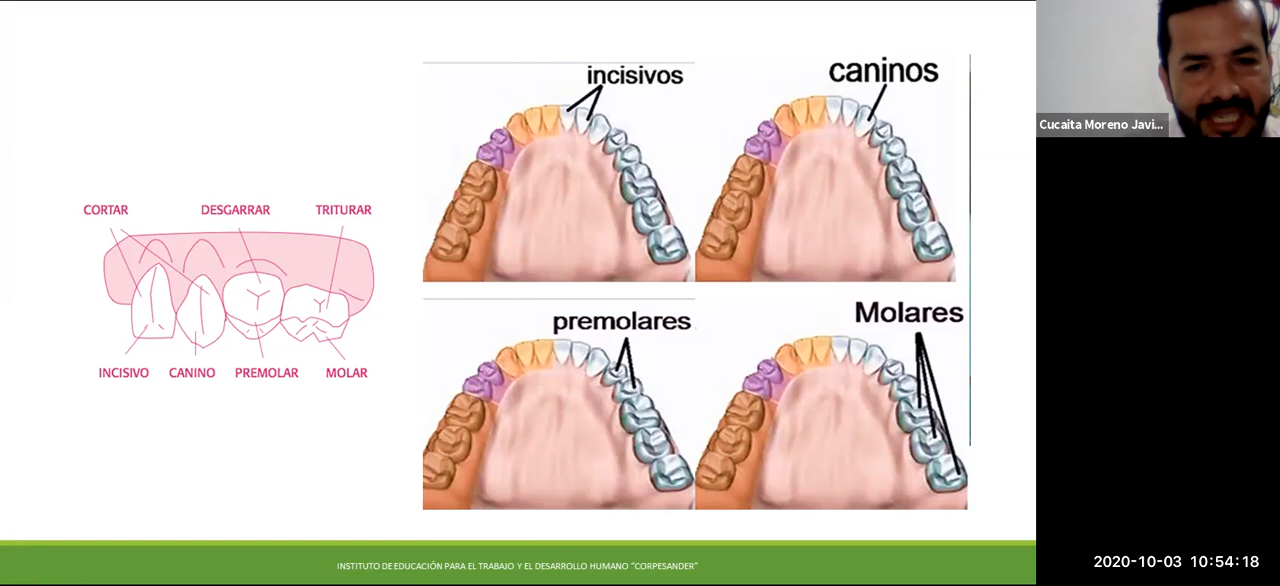 CORTAR DESGARRAR TRITURAR
INCISIVO CANINO PREMOLAR MOLAR
incisivos
caninos
premolares
Molares
INSTITUTO DE EDUCACIÓN PARA EL TRABAJO Y EL DESARROLLO HUMANO “CORPESANDER”
Cucaita Moreno Javi...
2020-10-03 10:54:18